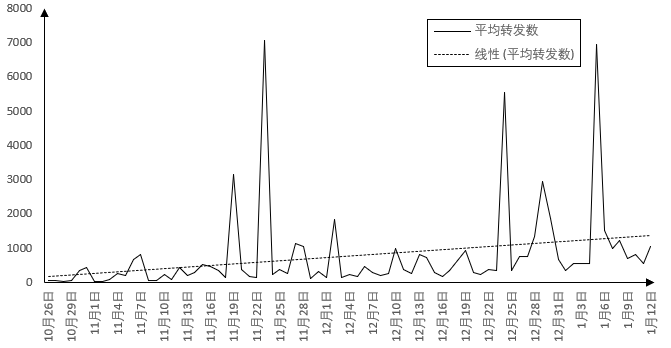 8000
7000
6000
5000
4000
3000
2000
1000
0
平均转发数
线性 (平均转发数)
10月26日
10月29日
11月1日
11月4日
11月7日
11月10日
11月13日
11月16日
11月19日
11月22日
11月25日
11月28日
12月1日
12月4日
12月7日
12月10日
12月13日
12月16日
12月19日
12月22日
12月25日
12月28日
12月31日
1月3日
1月6日
1月9日
1月12日